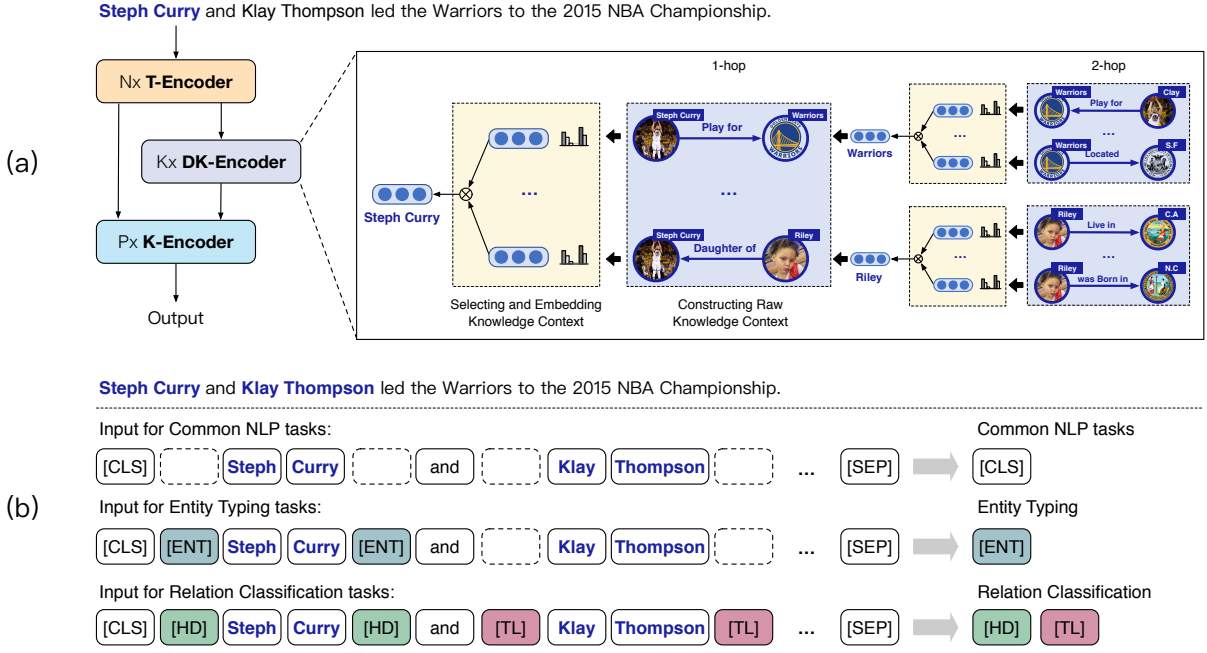 Steph Curry and Klay Thompson led the Warriors to the 2015 NBA Championship.
(a)
Nx T-Encoder
Kx DK-Encoder
Px K-Encoder
Output
1-hop
2-hop
Steph Curry
...
Selecting and Embedding
Knowledge Context
Steph Curry
Play for
Warriors
...
Steph Curry
Daughter of
Riley
Constructing Raw
Knowledge Context
Warriors
Riley
...
Warriors
Play for
Clay
...
Warriors
Located
S.F
...
Riley
Live in
C.A
...
Riley
was Born in
N.C
(b)
Steph Curry and Klay Thompson led the Warriors to the 2015 NBA Championship.
Input for Common NLP tasks:
Common NLP tasks
[CLS] Steph Curry and Klay Thompson ... [SEP] [CLS]
Input for Entity Typing tasks:
Entity Typing
[CLS] [ENT] Steph Curry [ENT] and Klay Thompson ... [SEP] [ENT]
Input for Relation Classification tasks:
Relation Classification
[CLS] [HD] Steph Curry [HD] and [TL] Klay Thompson [TL] ... [SEP] [HD] [TL]